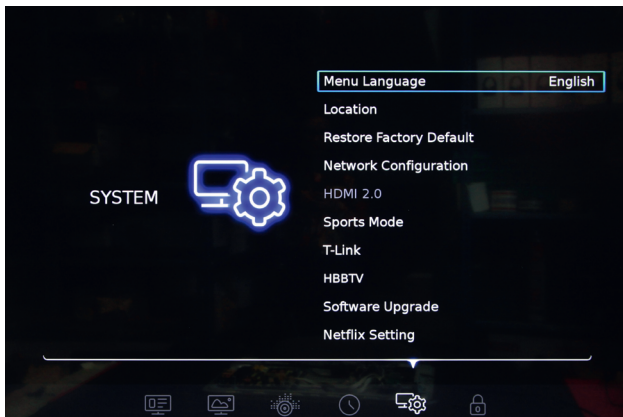 SYSTEM
Menu Language English
Location
Restore Factory Default
Network Configuration
HDMI 2.0
Sports Mode
T-Link
HBBTV
Software Upgrade
Netflix Setting